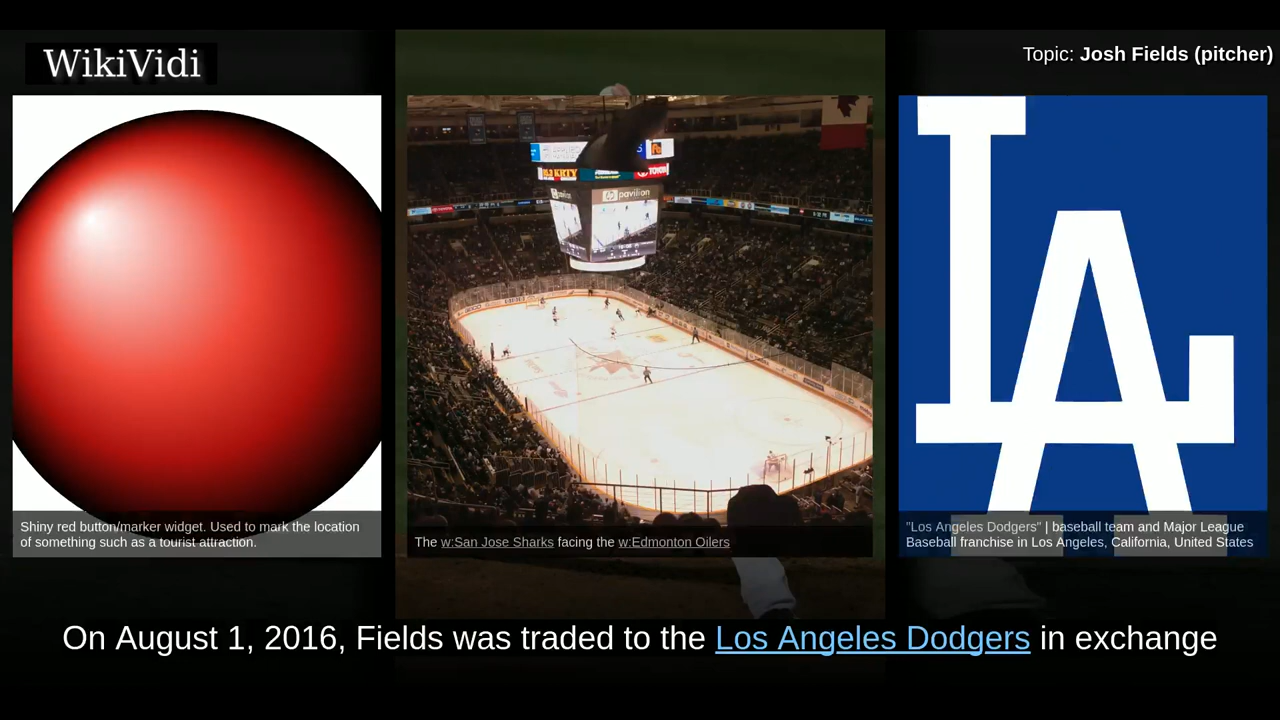 WikiVidi
Topic: Josh Fields (pitcher)
hp pavilion
LA
Shiny red button/marker widget. Used to mark the location
of something such as a tourist attraction.
The w:San Jose Sharks facing the w:Edmonton Oilers
"Los Angeles Dodgers" | baseball team and Major League
Baseball franchise in Los Angeles, California, United States
On August 1, 2016, Fields was traded to the Los Angeles Dodgers in exchange